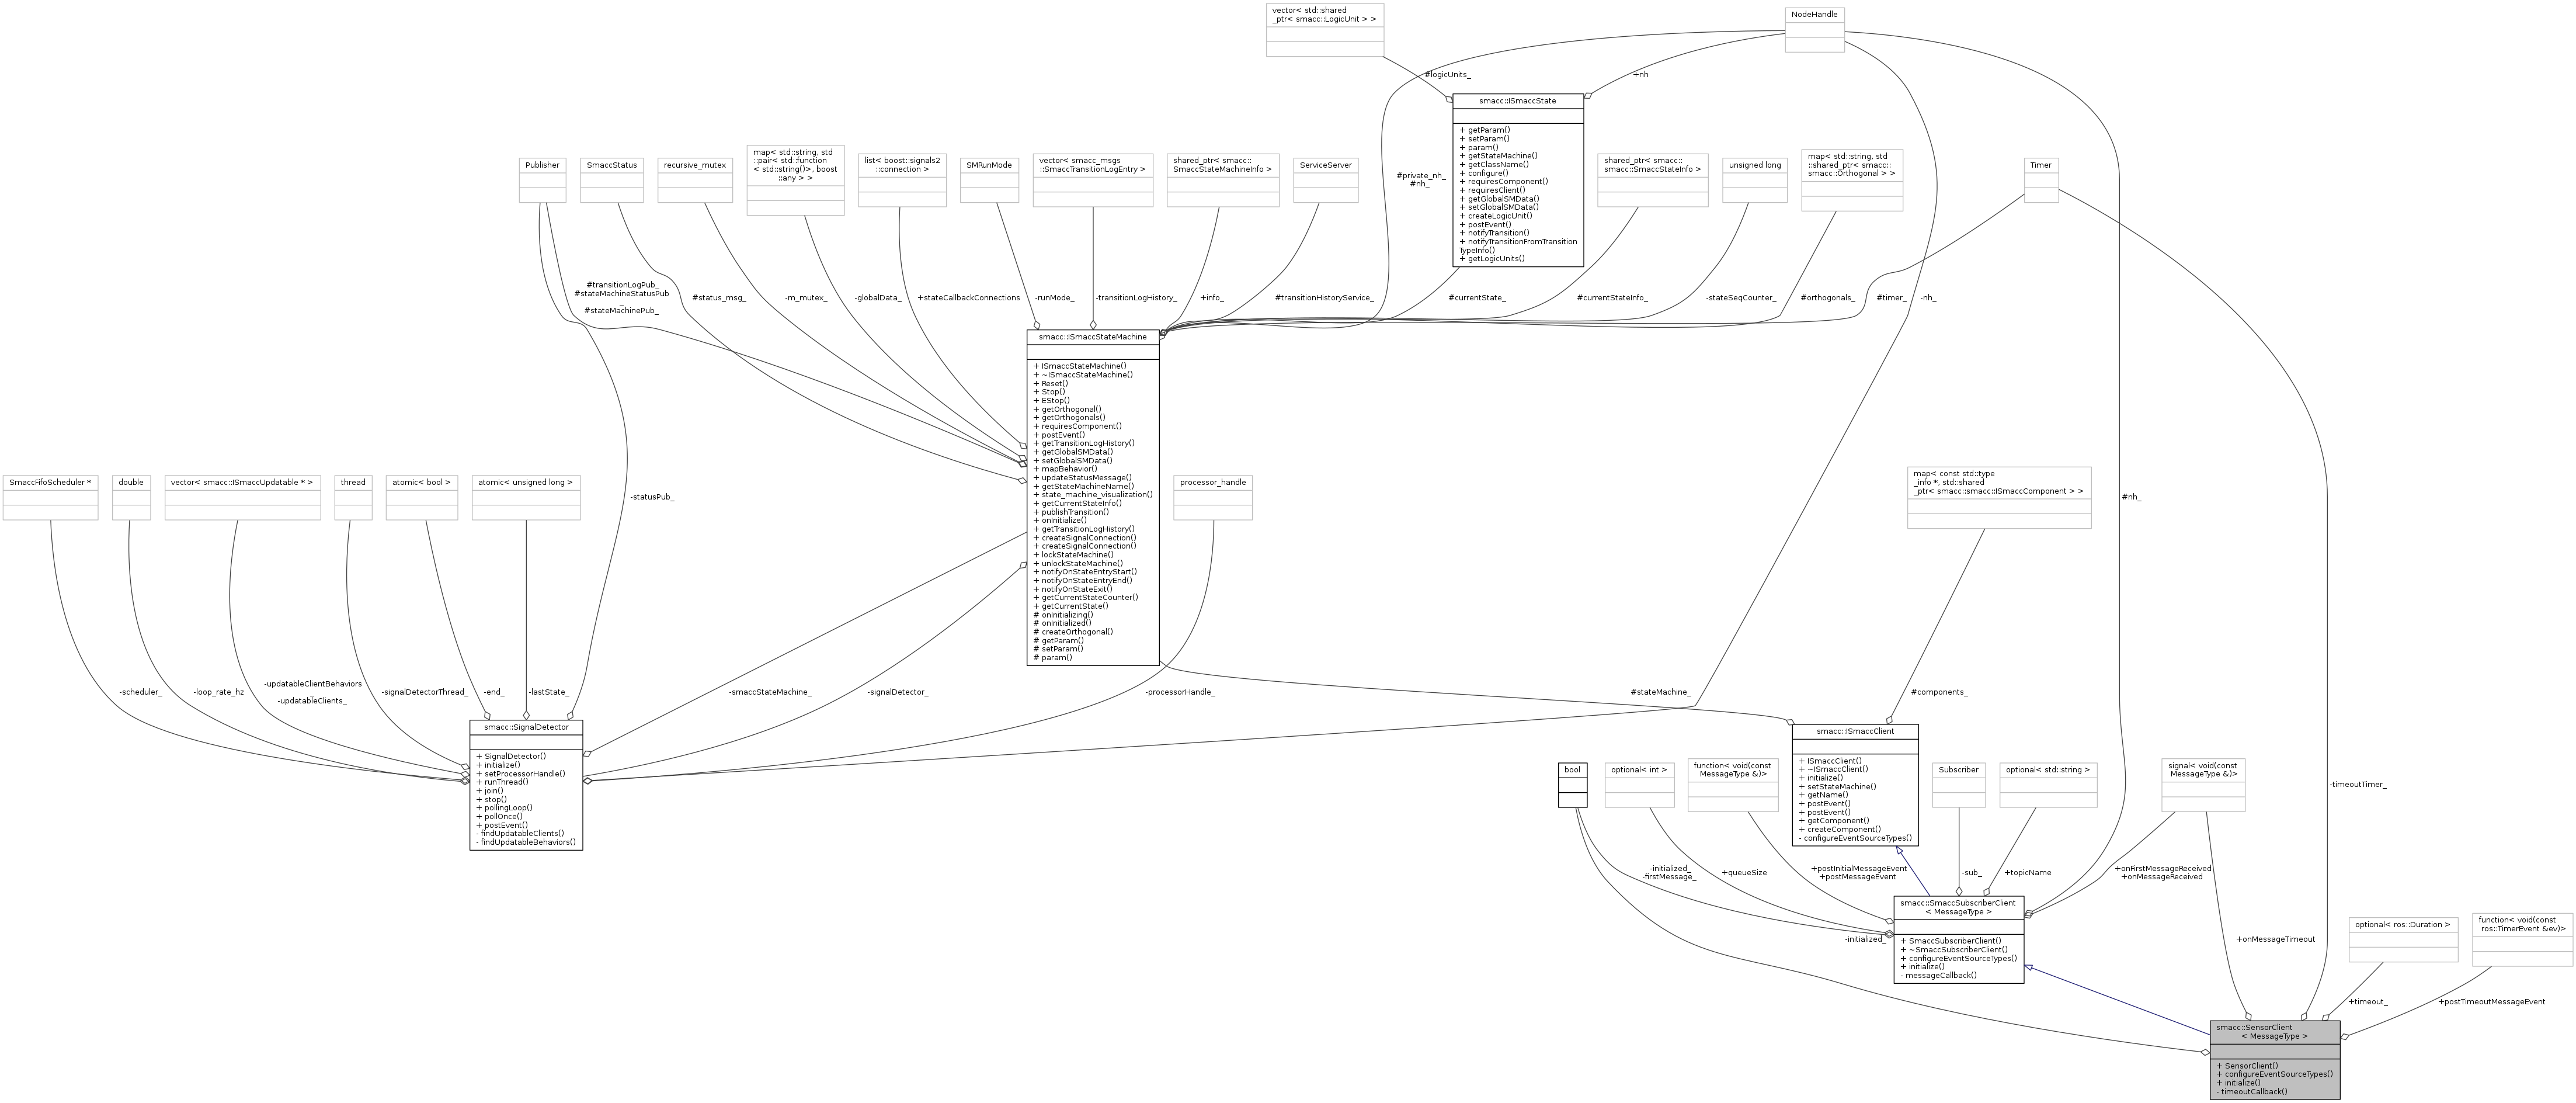 vector< std::shared
_ptr< smacc::LogicUnit > >
NodeHandle
#logicUnits_
+nh
smacc::ISmaccState
+ getParam()
+ setParam()
+ param()
+ getStateMachine()
+ getClassName()
+ configure()
+ requiresComponent()
+ requiresClient()
+ getGlobalSMData()
+ setGlobalSMData()
+ createLogicUnit()
+ postEvent()
+ notifyTransition()
+ notifyTransitionFromTransition
TypeInfo()
+ getLogicUnits()
#private_nh_
#nh_
Publisher
SmaccStatus
recursive_mutex
map< std::string, std
::pair< std::function
< std::string()>, boost
::any > >
list< boost::signals2
::connection >
SMRunMode
vector< smacc_msgs
::SmaccTransitionLogEntry >
shared_ptr< smacc::
SmaccStateMachineInfo >
ServiceServer
shared_ptr< smacc::
smacc::SmaccStateInfo >
unsigned long
map< std::string, std
::shared_ptr< smacc::
smacc::Orthogonal > >
Timer
#transitionLogPub_
#stateMachineStatusPub
_
#stateMachinePub_
#status_msg_
-m_mutex_
-globalData_
+stateCallbackConnections
-runMode_
-transitionLogHistory_
+info_
#transitionHistoryService_
#currentState_
#currentStateInfo_
-stateSeqCounter_
#orthogonals_
#timer_
-nh_
smacc::ISmaccStateMachine
+ ISmaccStateMachine()
+ ~ISmaccStateMachine()
+ Reset()
+ Stop()
+ EStop()
+ getOrthogonal()
+ getOrthogonals()
+ requiresComponent()
+ postEvent()
+ getTransitionLogHistory()
+ getGlobalSMData()
+ setGlobalSMData()
+ mapBehavior()
+ updateStatusMessage()
+ getStateMachineName()
+ state_machine_visualization()
+ getCurrentStateInfo()
+ publishTransition()
+ onInitialize()
+ getTransitionLogHistory()
+ createSignalConnection()
+ createSignalConnection()
+ lockStateMachine()
+ unlockStateMachine()
+ notifyOnStateEntryStart()
+ notifyOnStateEntryEnd()
+ notifyOnStateExit()
+ getCurrentStateCounter()
+ getCurrentState()
# onInitializing()
# onInitialized()
# createOrthogonal()
# getParam()
# setParam()
# param()
SmaccFifoScheduler *
double
vector< smacc::ISmaccUpdatable * >
thread
atomic< bool >
atomic< unsigned long >
-statusPub_
processor_handle
map< const std::type
_info *, std::shared
_ptr< smacc::smacc::ISmaccComponent > >
#nh_
-scheduler_
-loop_rate_hz
-updatableClientBehaviors
_
-updatableClients_
-signalDetectorThread_
-end_
-lastState_
-smaccStateMachine_
-signalDetector_
-processorHandle_
#stateMachine_
#components_
smacc::SignalDetector
+ SignalDetector()
+ initialize()
+ setProcessorHandle()
+ runThread()
+ join()
+ stop()
+ pollingLoop()
+ pollOnce()
+ postEvent()
- findUpdatableClients()
- findUpdatableBehaviors()
smacc::ISmaccClient
+ ISmaccClient()
+ ~ISmaccClient()
+ initialize()
+ setStateMachine()
+ getName()
+ postEvent()
+ postEvent()
+ getComponent()
+ createComponent()
- configureEventSourceTypes()
bool
optional< int >
function< void(const
MessageType &)>
Subscriber
optional< std::string >
signal< void(const
MessageType &)>
-timeoutTimer_
-initialized_
-firstMessage_
+queueSize
+postInitialMessageEvent
+postMessageEvent
-sub_
+topicName
+onFirstMessageReceived
+onMessageReceived
smacc::SmaccSubscriberClient
< MessageType >
+ SmaccSubscriberClient()
+ ~SmaccSubscriberClient()
+ configureEventSourceTypes()
+ initialize()
- messageCallback()
-initialized_
+onMessageTimeout
optional< ros::Duration >
function< void(const
ros::TimerEvent &ev)>
+timeout_
+postTimeoutMessageEvent
smacc::SensorClient
< MessageType >
+ SensorClient()
+ configureEventSourceTypes()
+ initialize()
- timeoutCallback()